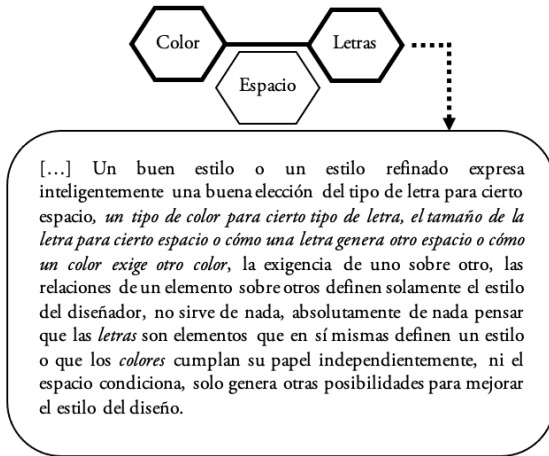 Color
Letras
Espacio
[…] Un buen estilo o un estilo refinado expresa
inteligentemente una buena elección del tipo de letra para cierto
espacio, un tipo de color para cierto tipo de letra, el tamaño de la
letra para cierto espacio o cómo una letra genera otro espacio o cómo
un color exige otro color, la exigencia de uno sobre otro, las
relaciones de un elemento sobre otros definen solamente el estilo
del diseñador, no sirve de nada, absolutamente de nada pensar
que las letras son elementos que en sí mismas definen un estilo
o que los colores cumplan su papel independientemente, ni el
espacio condiciona, solo genera otras posibilidades para mejorar
el estilo del diseño.